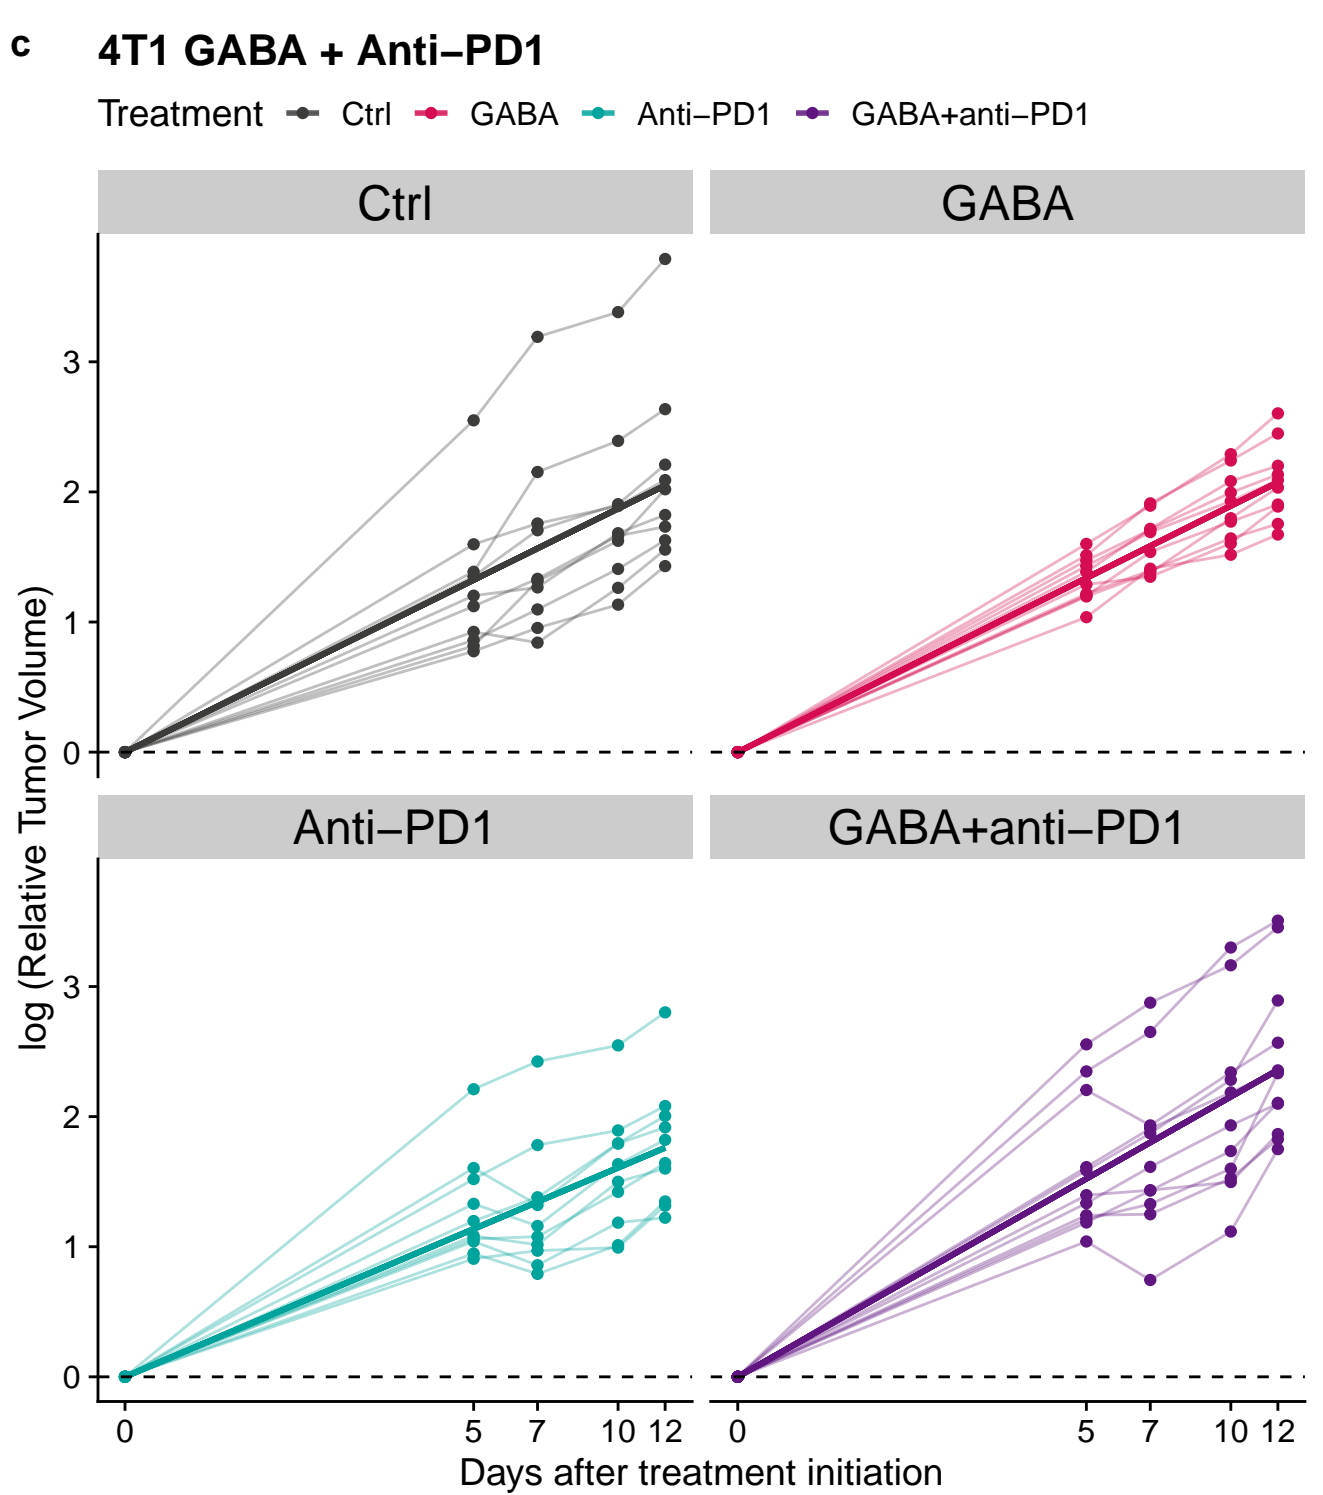 c
4T1 GABA + Anti−PD1
Treatment Ctrl GABA Anti−PD1 GABA+anti−PD1
Ctrl
GABA
3
2
1
0
log (Relative Tumor Volume)
Anti−PD1
GABA+anti−PD1
3
2
1
0
0 5 7 10 12
0 5 7 10 12
Days after treatment initiation